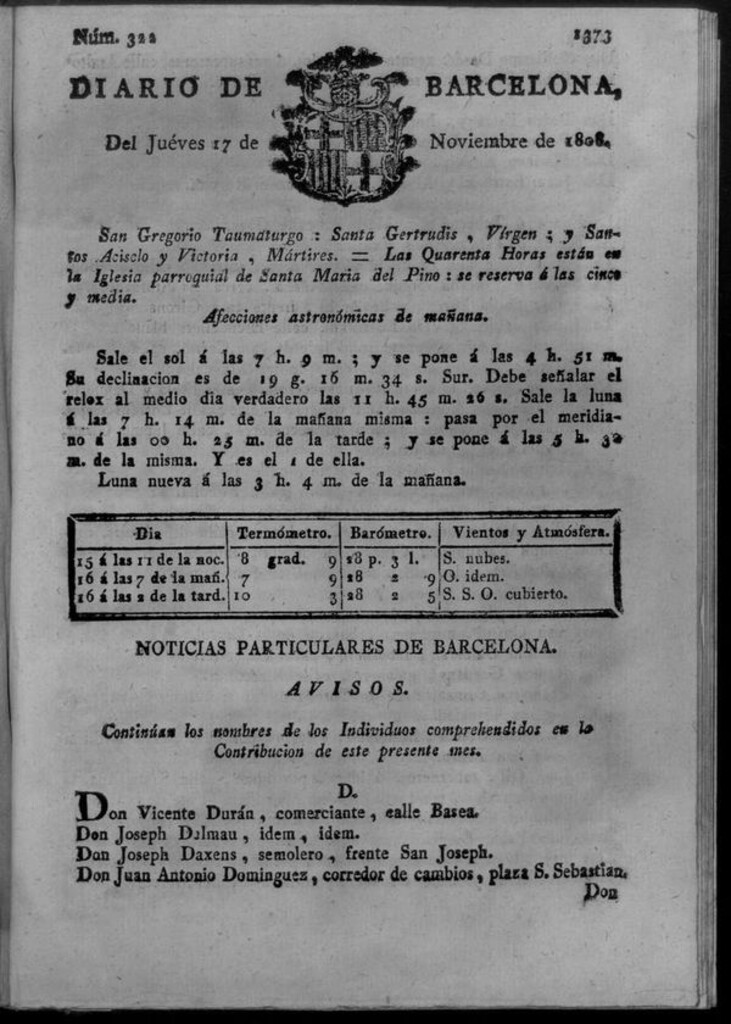 Núm. 322 1373
DIARIO DE BARCELONA,
Del Juéves 17 de Noviembre de 1808.
San Gregorio Taumaturgo : Santa Gertrudis , Vírgen ; y San-
tos Acisclo y Victoria , Mártires. = Las Quarenta Horas están en
la Iglesia parroquial de Santa Maria del Pino : se reserva á las cinco
y media.
Afecciones astronómicas de mañana.
Sale el sol á las 7 h. 9 m. ; y se pone á las 4 h. 51 m.
Su declinacion es de 19 g. 16 m. 34 s. Sur. Debe señalar el
relox al medio dia verdadero las 11 h. 45 m. 26 s. Sale la luna
á las 7 h. 14 m. de la mañana misma : pasa por el meridia-
no á las 00 h. 25 m. de la tarde ; y se pone á las 5 h. 30
m. de la misma. Y es el 1 de ella.
Luna nueva á las 3 h. 4 m. de la mañana.
Dia Termómetro. Barómetro. Vientos y Atmósfera.
15 á las 11 de la noc. 8 grad. 9 28 p. 3 l. S. nubes.
16 á las 7 de la mañ. 7 9 28 2 9 O. idem.
16 á las 2 de la tard. 10 3 28 2 5 S. S. O. cubierto.
NOTICIAS PARTICULARES DE BARCELONA.
AVISOS.
Continúan los nombres de los Individuos comprehendidos en la
Contribucion de este presente mes.
D.
Don Vicente Durán , comerciante , calle Basea.
Don Joseph Dalmau , idem , idem.
Don Joseph Daxens , semolero , frente San Joseph.
Don Juan Antonio Dominguez , corredor de cambios , plaza S. Sebastian.
Don